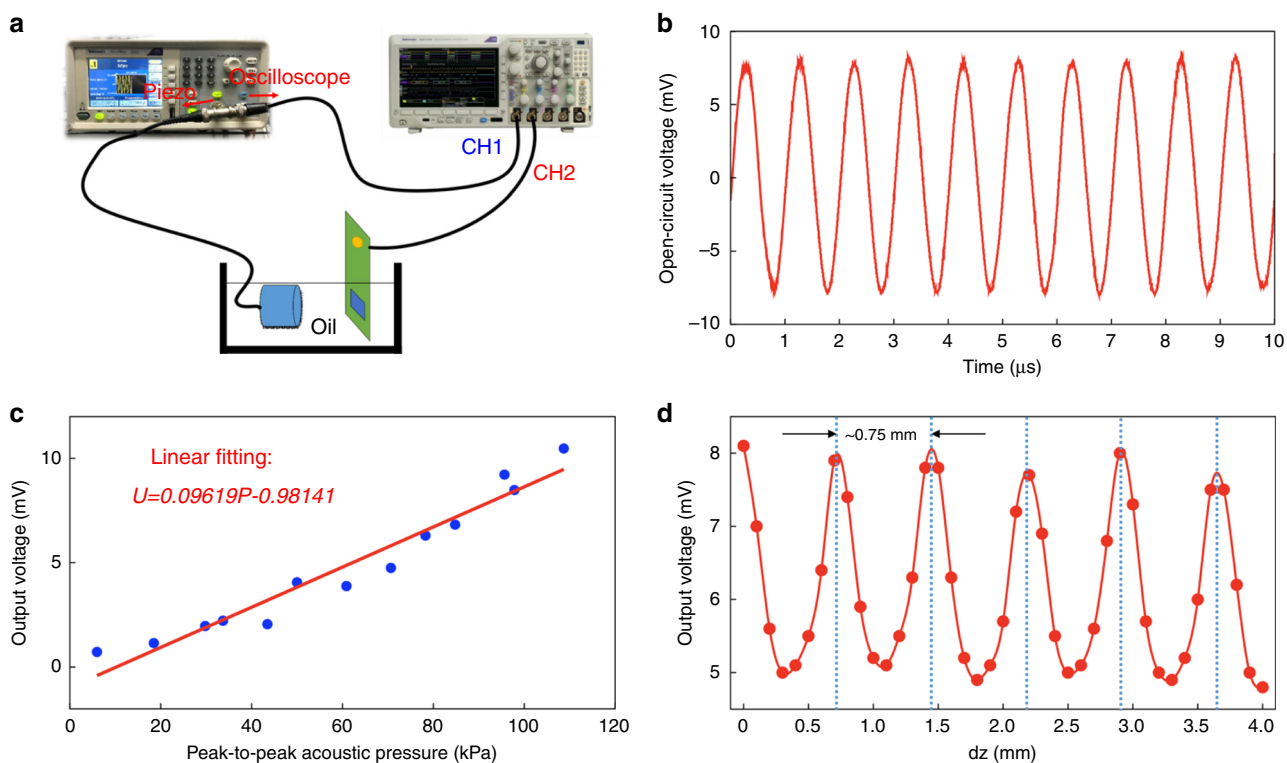 a
Oscilloscope
Piezo
CH1
CH2
Oil
b
Open-circuit voltage (mV)
10
5
0
–5
–10
0 1 2 3 4 5 6 7 8 9 10
Time (μs)
c
Output voltage (mV)
10
5
0
Linear fitting:
U=0.09619P-0.98141
0 20 40 60 80 100 120
Peak-to-peak acoustic pressure (kPa)
d
Output voltage (mV)
8
7
6
5
~0.75 mm
0 0.5 1.0 1.5 2.0 2.5 3.0 3.5 4.0
dz (mm)